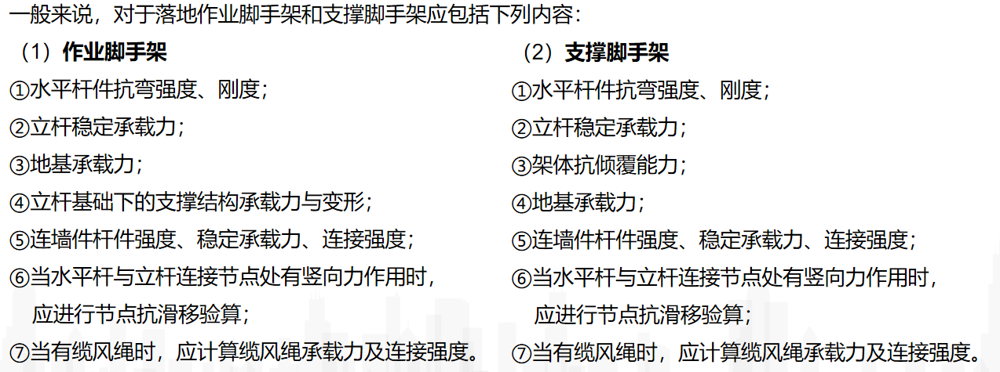 一般来说，对于落地作业脚手架和支撑脚手架应包括下列内容：
（1）作业脚手架
①水平杆件抗弯强度、刚度；
②立杆稳定承载力；
③地基承载力；
④立杆基础下的支撑结构承载力与变形；
⑤连墙件杆件强度、稳定承载力、连接强度；
⑥当水平杆与立杆连接节点处有竖向力作用时，
应进行节点抗滑移验算；
⑦当有缆风绳时，应计算缆风绳承载力及连接强度。
（2）支撑脚手架
①水平杆件抗弯强度、刚度；
②立杆稳定承载力；
③架体抗倾覆能力；
④地基承载力；
⑤连墙件杆件强度、稳定承载力、连接强度；
⑥当水平杆与立杆连接节点处有竖向力作用时，
应进行节点抗滑移验算；
⑦当有缆风绳时，应计算缆风绳承载力及连接强度。